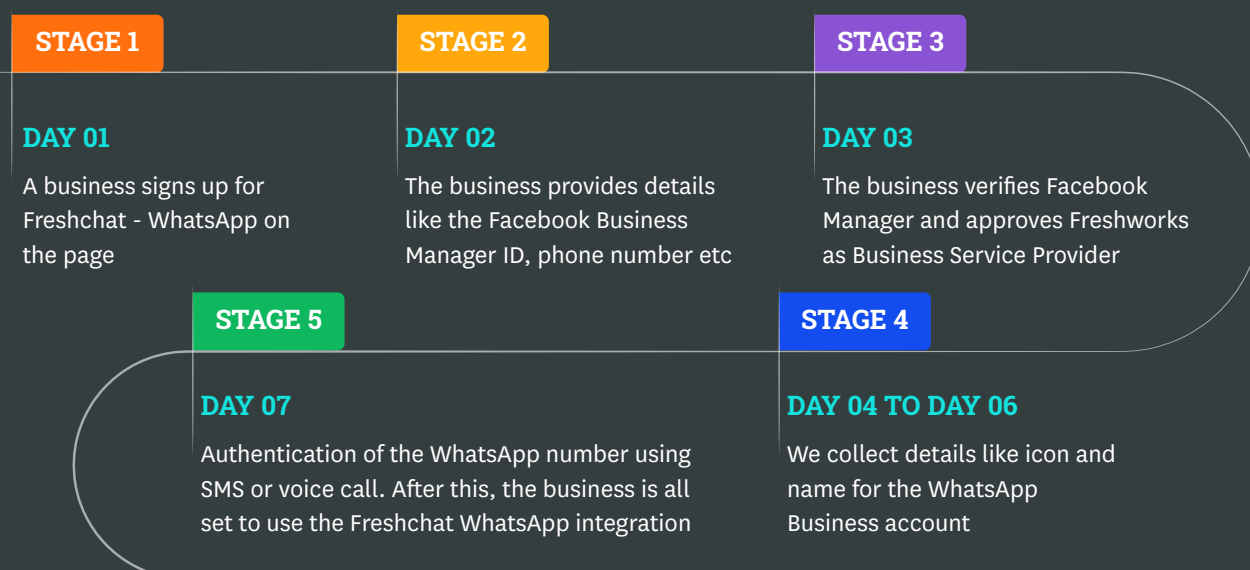 STAGE 1
DAY 01
A business signs up for
Freshchat - WhatsApp on
the page
STAGE 2
DAY 02
The business provides details
like the Facebook Business
Manager ID, phone number etc
STAGE 3
DAY 03
The business verifies Facebook
Manager and approves Freshworks
as Business Service Provider
STAGE 4
DAY 04 TO DAY 06
We collect details like icon and
name for the WhatsApp
Business account
STAGE 5
DAY 07
Authentication of the WhatsApp number using
SMS or voice call. After this, the business is all
set to use the Freshchat WhatsApp integration